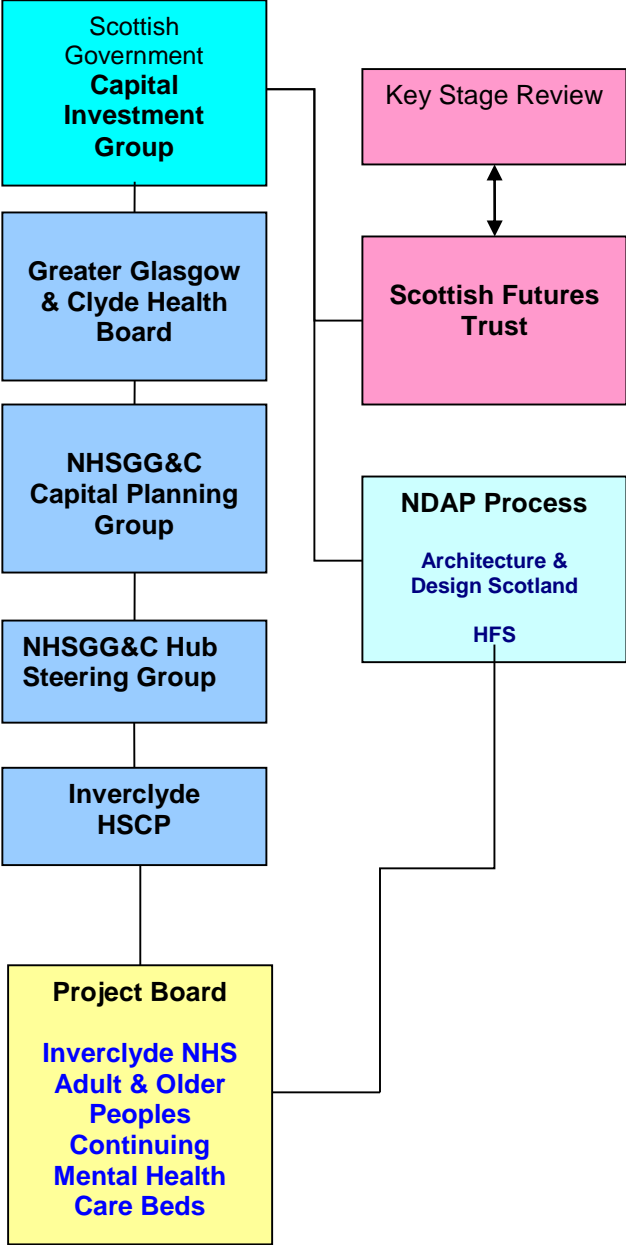 Scottish
Government
Capital
Investment
Group
Key Stage Review
Greater Glasgow
& Clyde Health
Board
Scottish Futures
Trust
NHSGG&C
Capital Planning
Group
NDAP Process
Architecture &
Design Scotland
HFS
NHSGG&C Hub
Steering Group
Inverclyde
HSCP
Project Board
Inverclyde NHS
Adult & Older
Peoples
Continuing
Mental Health
Care Beds